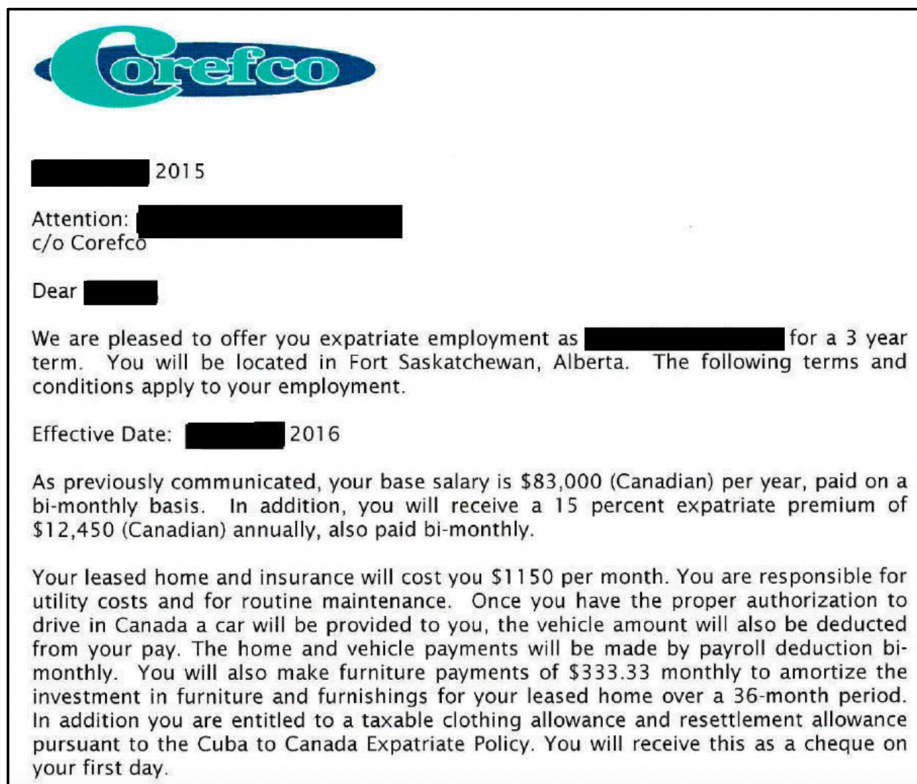 Corefco
2015
Attention:
c/o Corefco
Dear
We are pleased to offer you expatriate employment as for a 3 year
term. You will be located in Fort Saskatchewan, Alberta. The following terms and
conditions apply to your employment.
Effective Date: 2016
As previously communicated, your base salary is $83,000 (Canadian) per year, paid on a
bi-monthly basis. In addition, you will receive a 15 percent expatriate premium of
$12,450 (Canadian) annually, also paid bi-monthly.
Your leased home and insurance will cost you $1150 per month. You are responsible for
utility costs and for routine maintenance. Once you have the proper authorization to
drive in Canada a car will be provided to you, the vehicle amount will also be deducted
from your pay. The home and vehicle payments will be made by payroll deduction bi-
monthly. You will also make furniture payments of $333.33 monthly to amortize the
investment in furniture and furnishings for your leased home over a 36-month period.
In addition you are entitled to a taxable clothing allowance and resettlement allowance
pursuant to the Cuba to Canada Expatriate Policy. You will receive this as a cheque on
your first day.